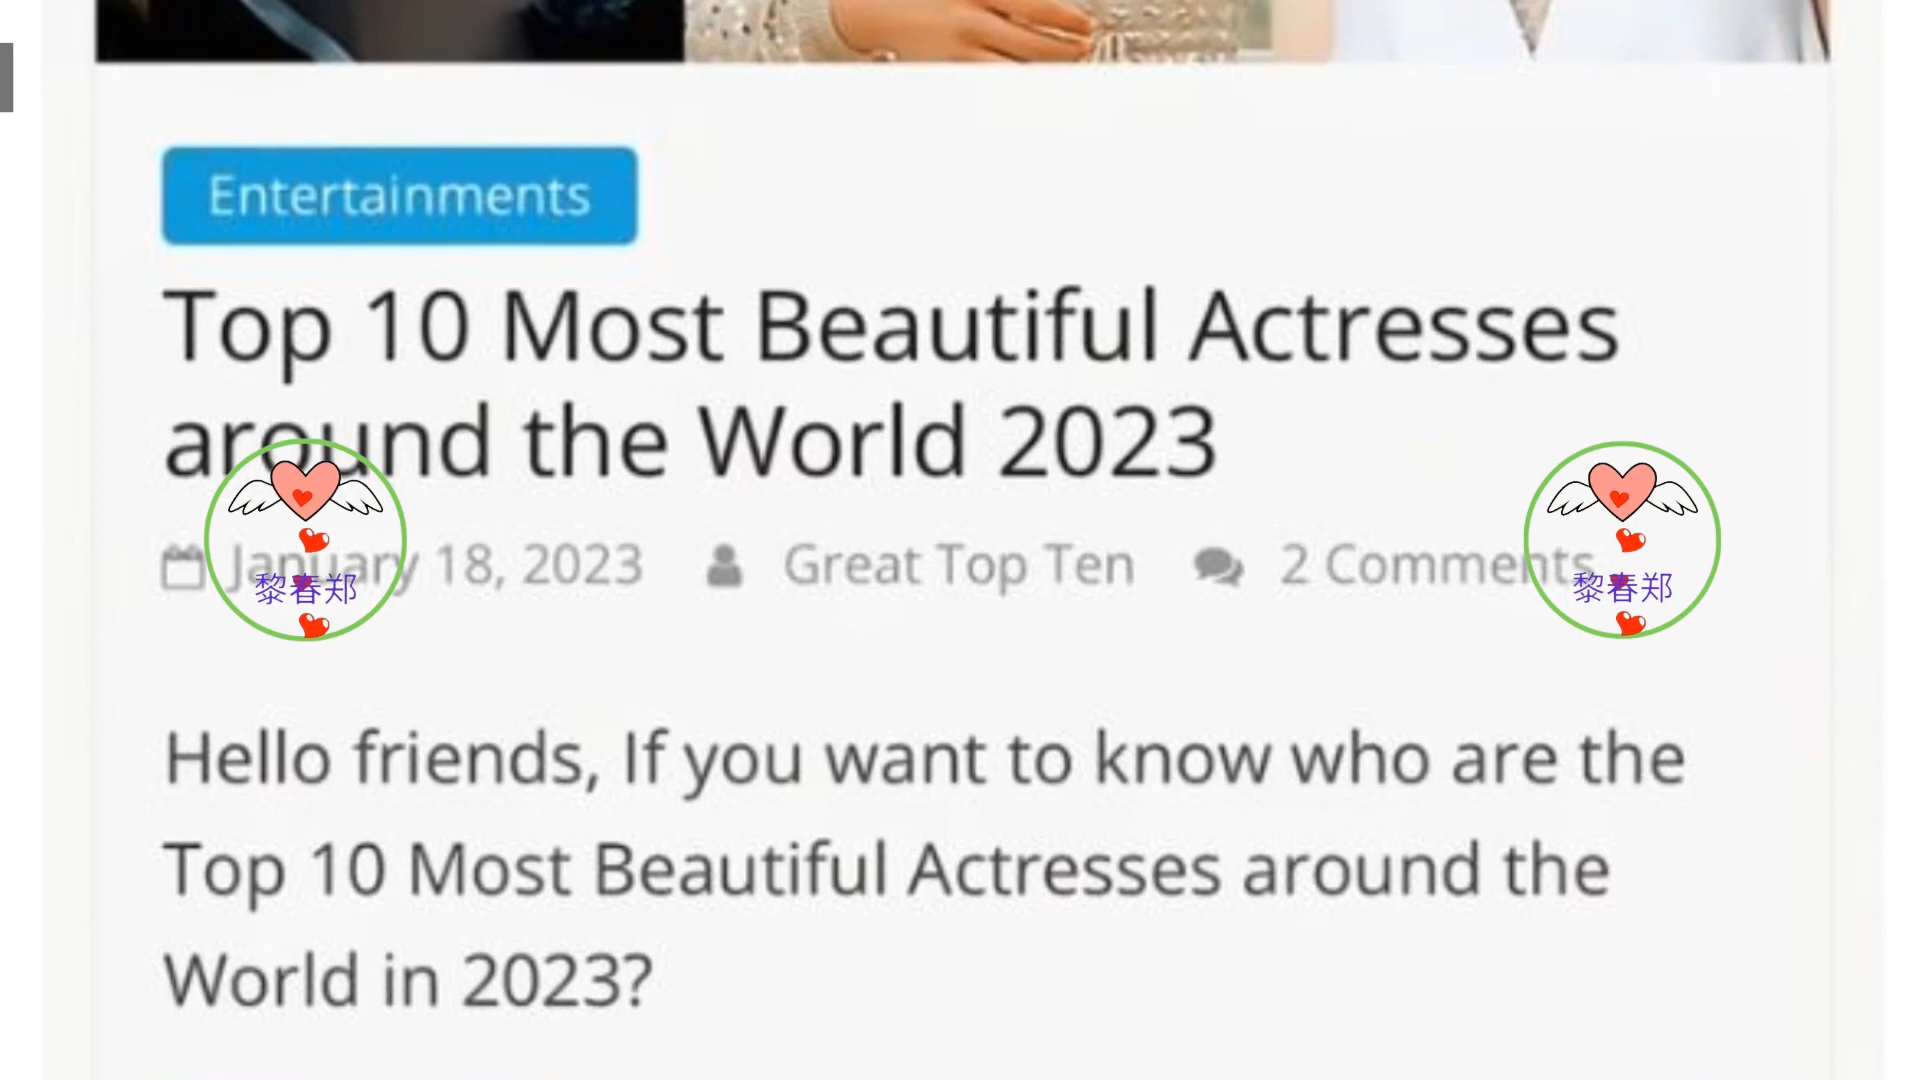 Entertainments
Top 10 Most Beautiful Actresses
around the World 2023
January 18, 2023 Great Top Ten 2 Comments
黎春郑 黎春郑
Hello friends, If you want to know who are the
Top 10 Most Beautiful Actresses around the
World in 2023?